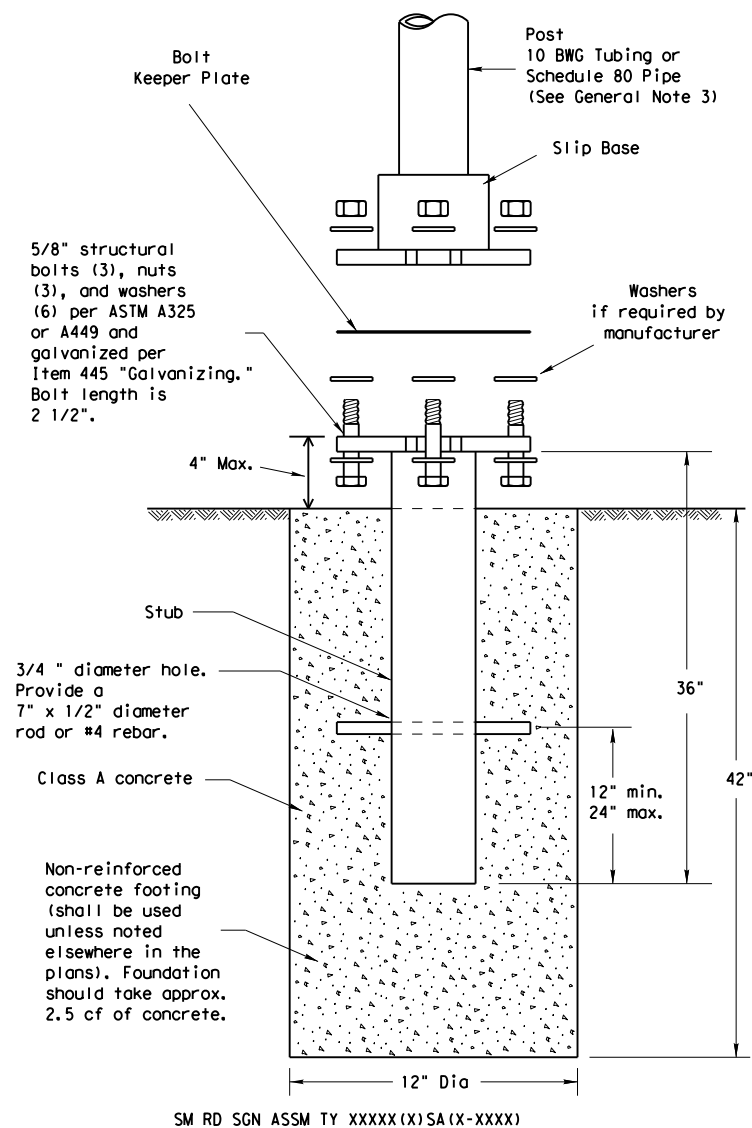 Post
10 BWG Tubing or
Schedule 80 Pipe
(See General Note 3)
Bolt
Keeper Plate
Slip Base
5/8" structural
bolts (3), nuts
(3), and washers
(6) per ASTM A325
or A449 and
galvanized per
Item 445 "Galvanizing."
Bolt length is
2 1/2".
Washers
if required by
manufacturer
4" Max.
Stub
3/4 " diameter hole.
Provide a
7" x 1/2" diameter
rod or #4 rebar.
36"
Class A concrete
12" min.
24" max.
42"
Non-reinforced
concrete footing
(shall be used
unless noted
elsewhere in the
plans). Foundation
should take approx.
2.5 cf of concrete.
12" Dia
SM RD SGN ASSM TY XXXXX(X)SA(X-XXXX)